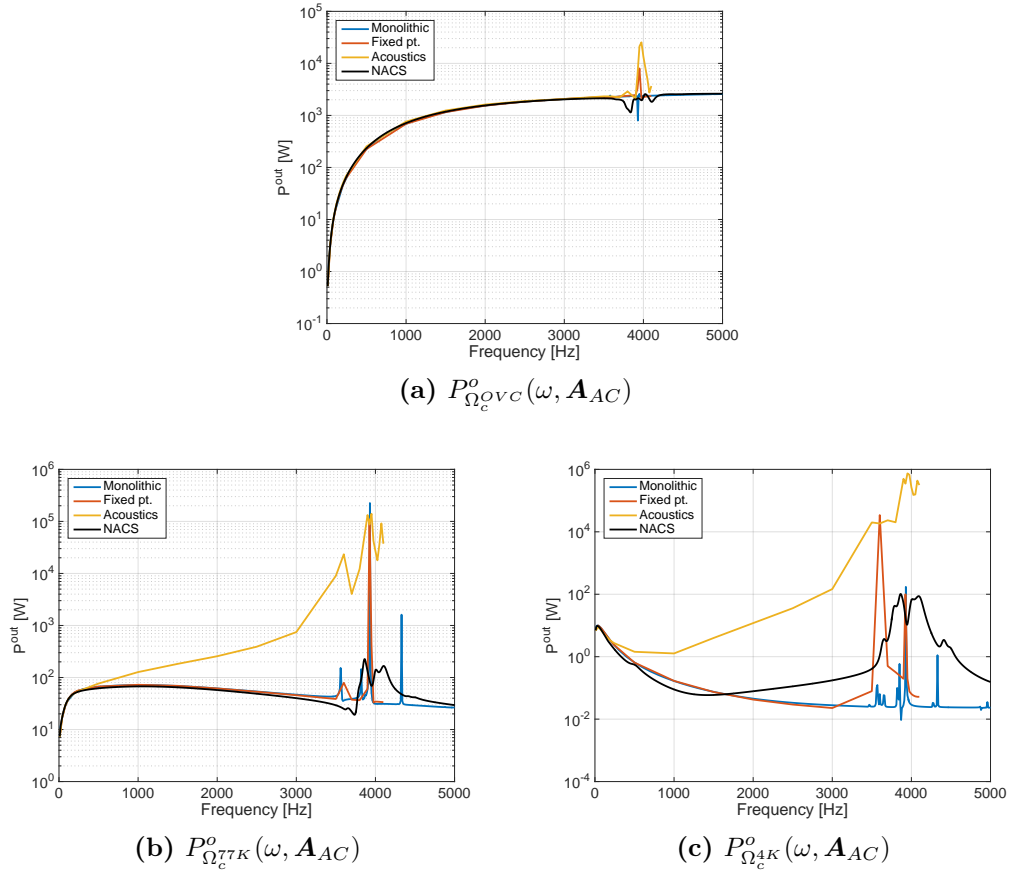 10^5
10^4
10^3
10^2
10^1
10^0
10^-1
P^out [W]
Monolithic
Fixed pt.
Acoustics
NACS
0 1000 2000 3000 4000 5000
Frequency [Hz]
(a) P^o_{Ω_c^{OVC}}(ω, A_{AC})
10^6
10^5
10^4
10^3
10^2
10^1
10^0
P^out [W]
Monolithic
Fixed pt.
Acoustics
NACS
0 1000 2000 3000 4000 5000
Frequency [Hz]
(b) P^o_{Ω_c^{77K}}(ω, A_{AC})
10^6
10^4
10^2
10^0
10^-2
10^-4
P^out [W]
Monolithic
Fixed pt.
Acoustics
NACS
0 1000 2000 3000 4000 5000
Frequency [Hz]
(c) P^o_{Ω_c^{4K}}(ω, A_{AC})